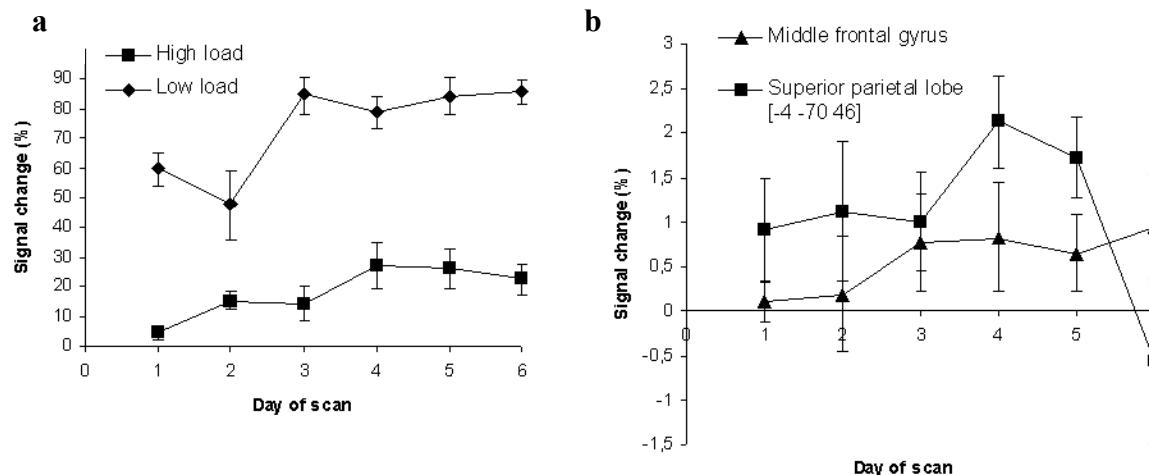 a
High load
Low load
Signal change (%)
90
80
70
60
50
40
30
20
10
0
0 1 2 3 4 5 6
Day of scan
b
Middle frontal gyrus
Superior parietal lobe
[-4 -70 46]
Signal change (%)
3
2,5
2
1,5
1
0,5
0
0 1 2 3 4 5
-0,5
-1
-1,5
Day of scan